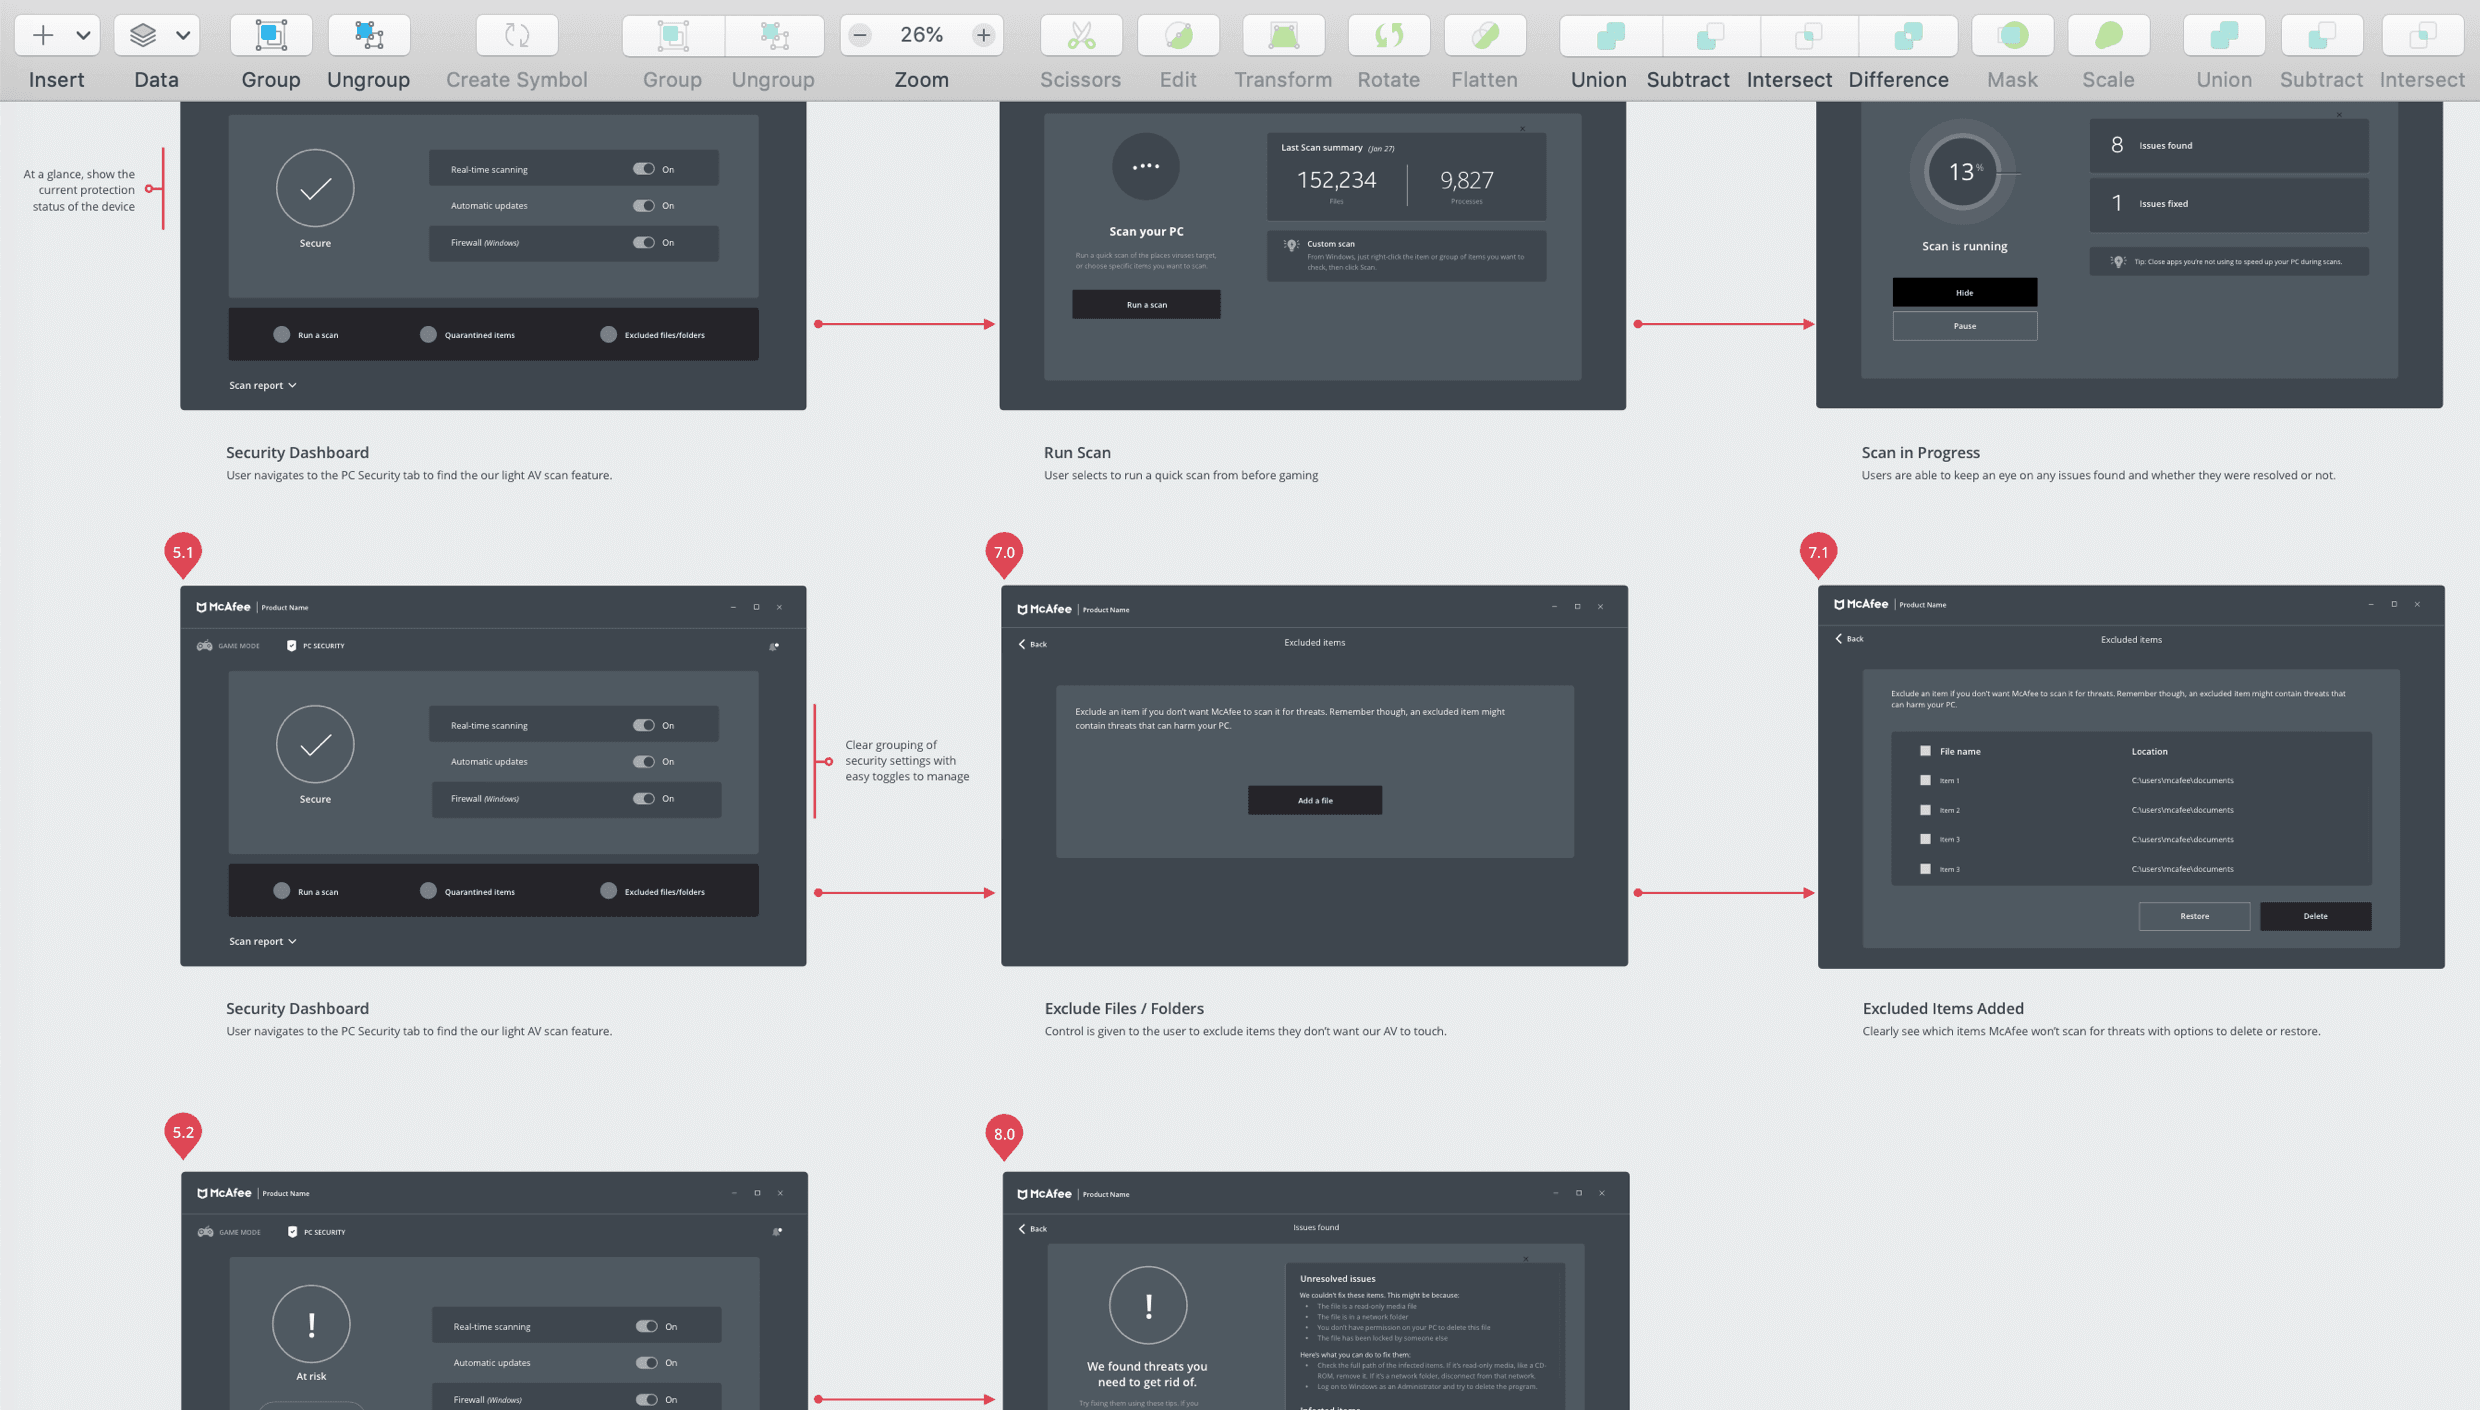 Insert
Data
Group
Ungroup
Create Symbol
Group
Ungroup
26%
Zoom
Scissors
Edit
Transform
Rotate
Flatten
Union
Subtract
Intersect
Difference
Mask
Scale
Union
Subtract
Intersect
At a glance, show the
current protection
status of the device
Secure
Real-time scanning
On
Automatic updates
On
Firewall (Windows)
On
Run a scan
Quarantined items
Excluded files/folders
Scan report
Scan your PC
Run a quick scan of the places viruses target,
or choose specific items you want to scan.
Run a scan
Last Scan summary (Jan 27)
152,234
Files
9,827
Processes
Custom scan
From Windows, just right-click the item or group of items you want to
check, then click Scan.
13%
Scan is running
Hide
Pause
8 Issues found
1 Issues fixed
Tip: Close apps you're not using to speed up your PC during scans.
Security Dashboard
User navigates to the PC Security tab to find the our light AV scan feature.
Run Scan
User selects to run a quick scan from before gaming
Scan in Progress
Users are able to keep an eye on any issues found and whether they were resolved or not.
5.1
McAfee | Product Name
GAME MODE
PC SECURITY
Secure
Real-time scanning
On
Automatic updates
On
Firewall (Windows)
On
Run a scan
Quarantined items
Excluded files/folders
Scan report
Clear grouping of
security settings with
easy toggles to manage
7.0
McAfee | Product Name
Back
Excluded items
Exclude an item if you don't want McAfee to scan it for threats. Remember though, an excluded item might
contain threats that can harm your PC.
Add a file
7.1
McAfee | Product Name
Back
Excluded items
Exclude an item if you don't want McAfee to scan it for threats. Remember though, an excluded item might contain threats that
can harm your PC.
File name
Location
Item 1
C:\users\mcafee\documents
Item 2
C:\users\mcafee\documents
Item 3
C:\users\mcafee\documents
Item 3
C:\users\mcafee\documents
Restore
Delete
Security Dashboard
User navigates to the PC Security tab to find the our light AV scan feature.
Exclude Files / Folders
Control is given to the user to exclude items they don't want our AV to touch.
Excluded Items Added
Clearly see which items McAfee won't scan for threats with options to delete or restore.
5.2
McAfee | Product Name
GAME MODE
PC SECURITY
At risk
Real-time scanning
On
Automatic updates
On
Firewall (Windows)
On
8.0
McAfee | Product Name
Back
Issues found
We found threats you
need to get rid of.
Try fixing them using these tips. If you
Unresolved issues
We couldn't fix these items. This might be because:
• The file is a read-only media file
• The file is in a network folder
• You don't have permission on your PC to delete this file
• The file has been locked by someone else
Here's what you can do to fix them:
• Check the full path of the infected items. If it's read-only media, like a CD-
ROM, remove it. If it's a network folder, disconnect from that network.
• Log on to Windows as an Administrator and try to delete the program.
Infected items